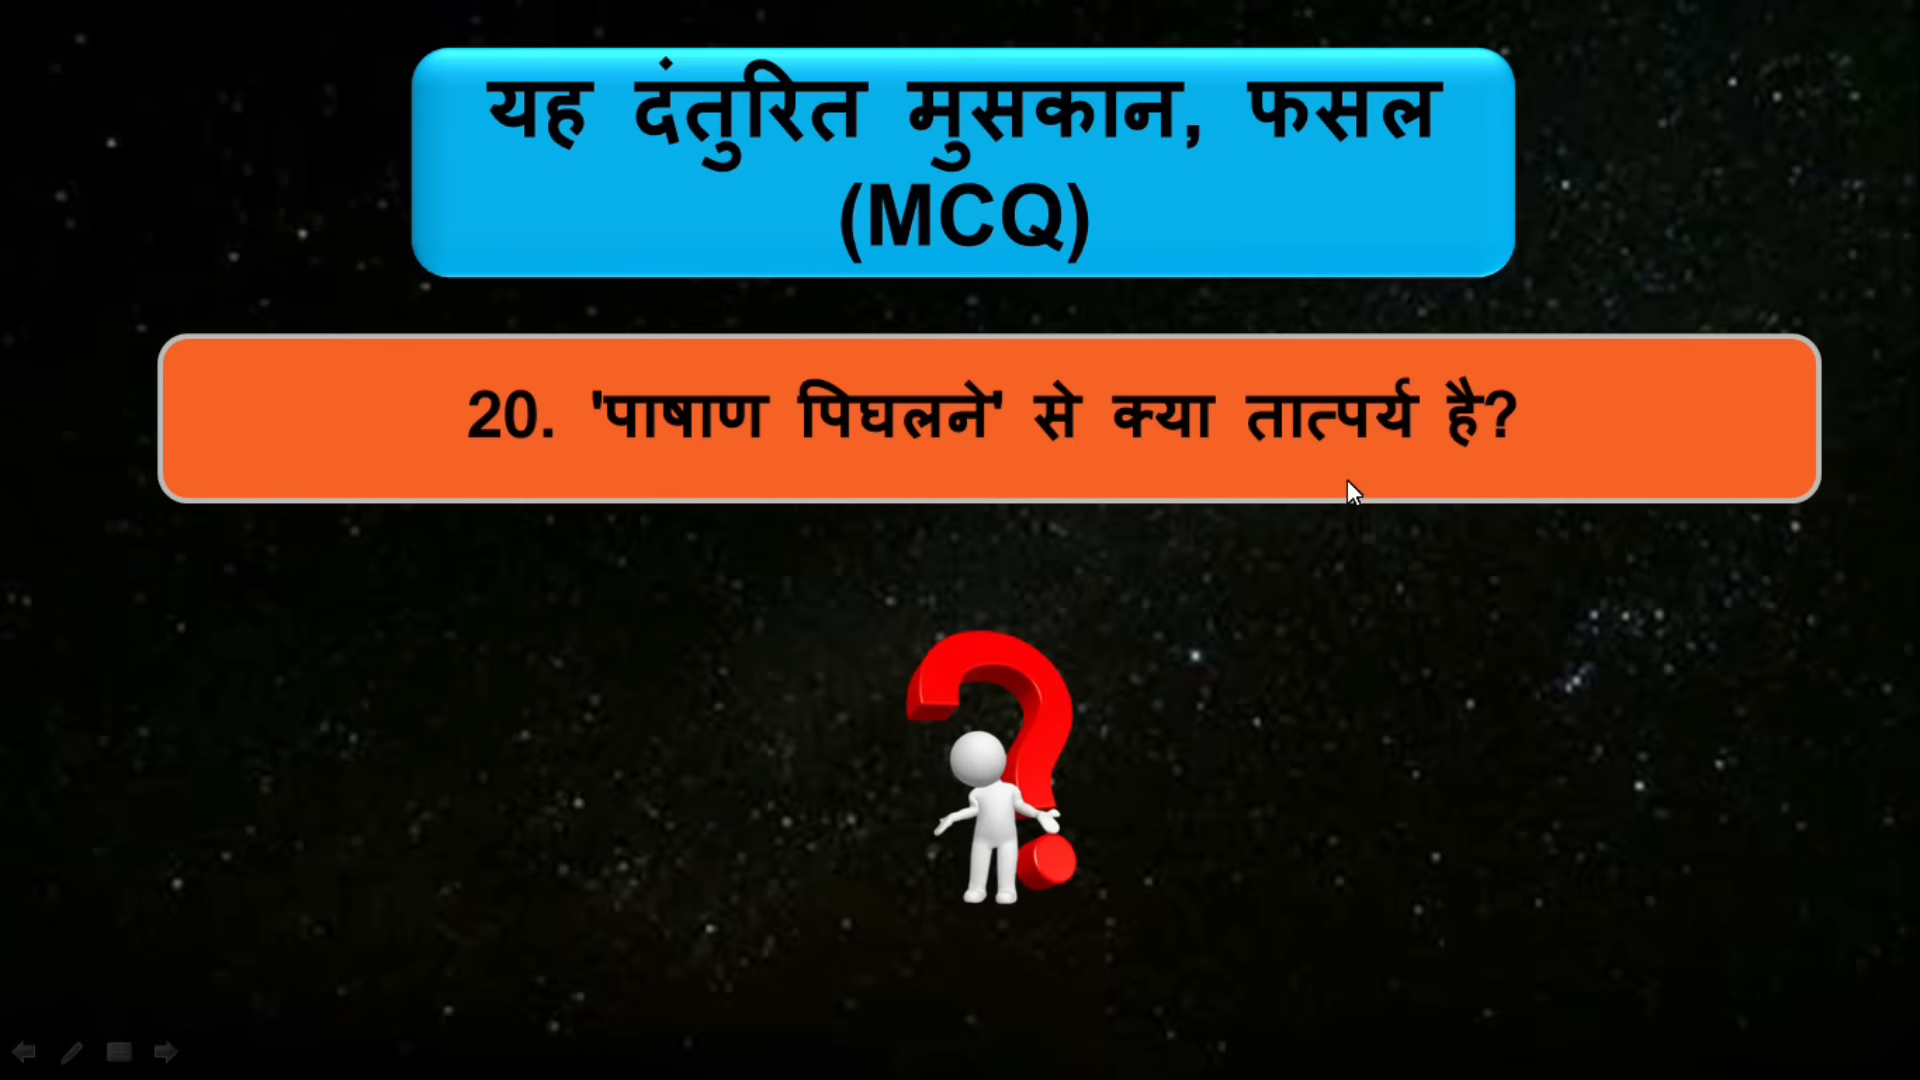 यह दंतुरित मुसकान, फसल
(MCQ)
20. 'पाषाण पिघलने' से क्या तात्पर्य है?